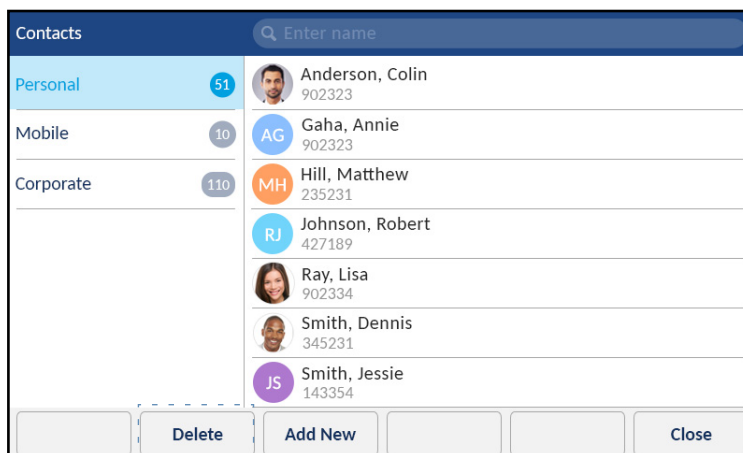 Contacts
Enter name
Personal 51
Mobile 10
Corporate 110
Anderson, Colin
902323
AG
Gaha, Annie
902323
MH
Hill, Matthew
235231
RJ
Johnson, Robert
427189
Ray, Lisa
902334
Smith, Dennis
345231
JS
Smith, Jessie
143354
Delete
Add New
Close